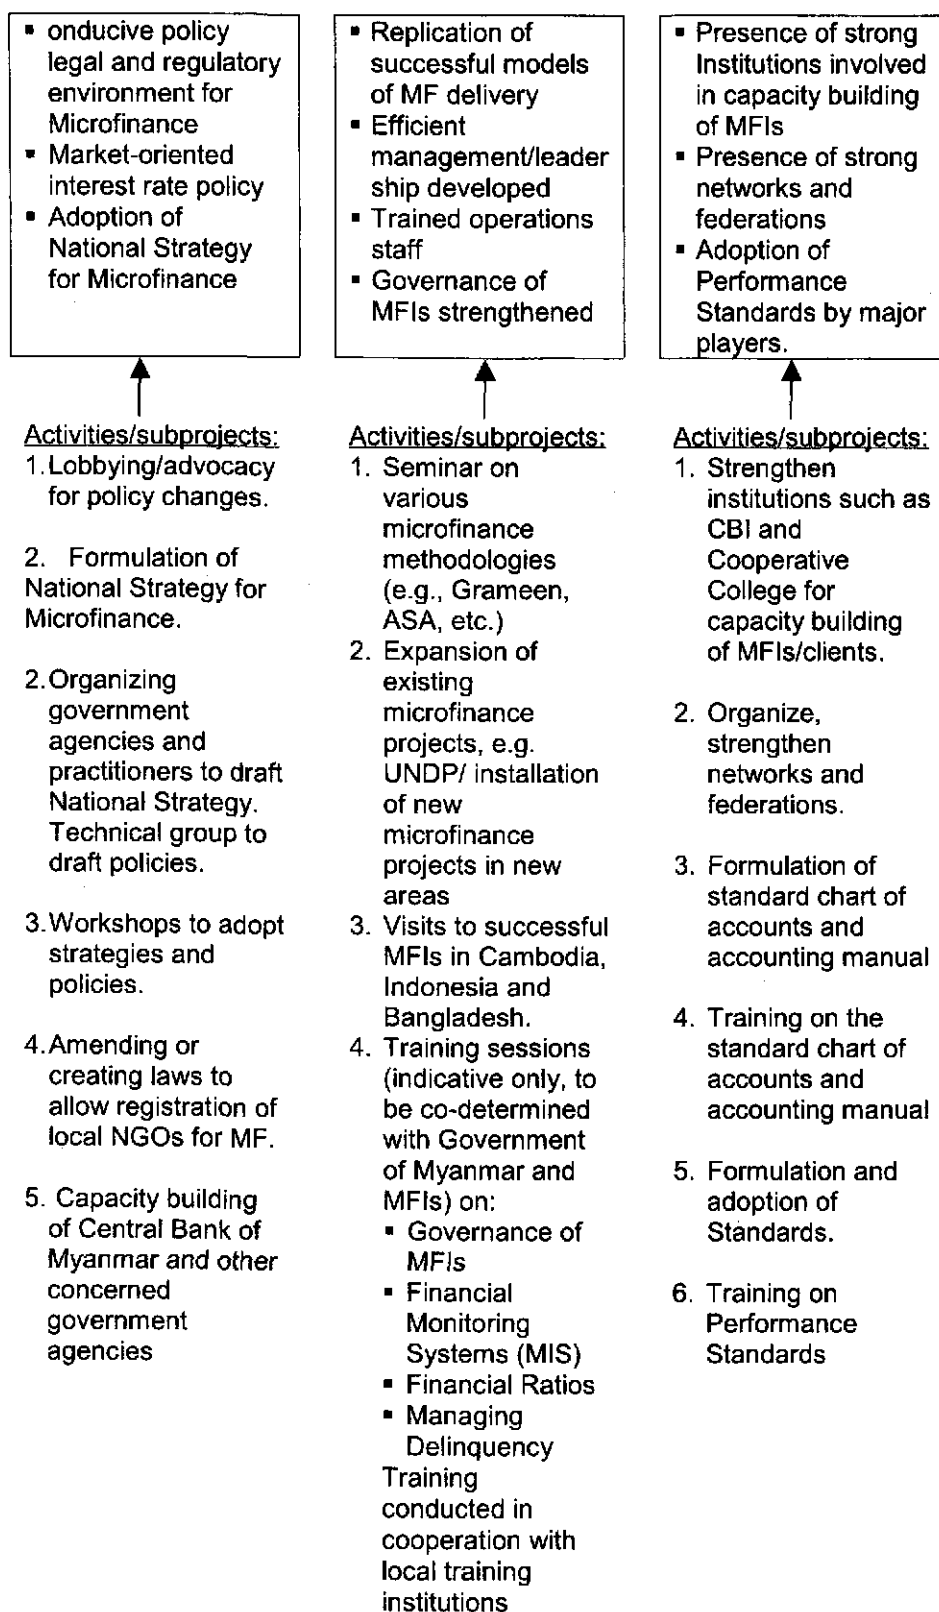 ▪ onducive policy
legal and regulatory
environment for
Microfinance
▪ Market-oriented
interest rate policy
▪ Adoption of
National Strategy
for Microfinance
▪ Replication of
successful models
of MF delivery
▪ Efficient
management/leader
ship developed
▪ Trained operations
staff
▪ Governance of
MFIs strengthened
▪ Presence of strong
Institutions involved
in capacity building
of MFIs
▪ Presence of strong
networks and
federations
▪ Adoption of
Performance
Standards by major
players.
Activities/subprojects:
1. Lobbying/advocacy
for policy changes.
2. Formulation of
National Strategy for
Microfinance.
2. Organizing
government
agencies and
practitioners to draft
National Strategy.
Technical group to
draft policies.
3. Workshops to adopt
strategies and
policies.
4. Amending or
creating laws to
allow registration of
local NGOs for MF.
5. Capacity building
of Central Bank of
Myanmar and other
concerned
government
agencies
Activities/subprojects:
1. Seminar on
various
microfinance
methodologies
(e.g., Grameen,
ASA, etc.)
2. Expansion of
existing
microfinance
projects, e.g.
UNDP/ installation
of new
microfinance
projects in new
areas
3. Visits to successful
MFIs in Cambodia,
Indonesia and
Bangladesh.
4. Training sessions
(indicative only, to
be co-determined
with Government
of Myanmar and
MFIs) on:
▪ Governance of
MFIs
▪ Financial
Monitoring
Systems (MIS)
▪ Financial Ratios
▪ Managing
Delinquency
Training
conducted in
cooperation with
local training
institutions
Activities/subprojects:
1. Strengthen
institutions such as
CBI and
Cooperative
College for
capacity building
of MFIs/clients.
2. Organize,
strengthen
networks and
federations.
3. Formulation of
standard chart of
accounts and
accounting manual
4. Training on the
standard chart of
accounts and
accounting manual
5. Formulation and
adoption of
Standards.
6. Training on
Performance
Standards